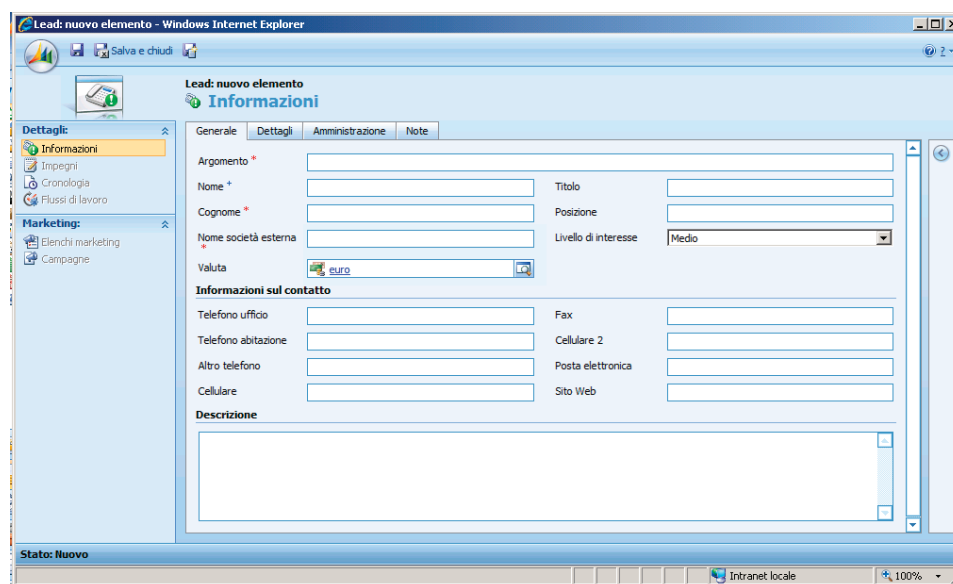 Lead: nuovo elemento - Windows Internet Explorer
Salva e chiudi
?
Lead: nuovo elemento
Informazioni
Dettagli:
Informazioni
Impegni
Cronologia
Flussi di lavoro
Marketing:
Elenchi marketing
Campagne
Generale Dettagli Amministrazione Note
Argomento *
Nome + Titolo
Cognome * Posizione
Nome società esterna * Livello di interesse Medio
Valuta euro
Informazioni sul contatto
Telefono ufficio Fax
Telefono abitazione Cellulare 2
Altro telefono Posta elettronica
Cellulare Sito Web
Descrizione
Stato: Nuovo
Intranet locale 100%